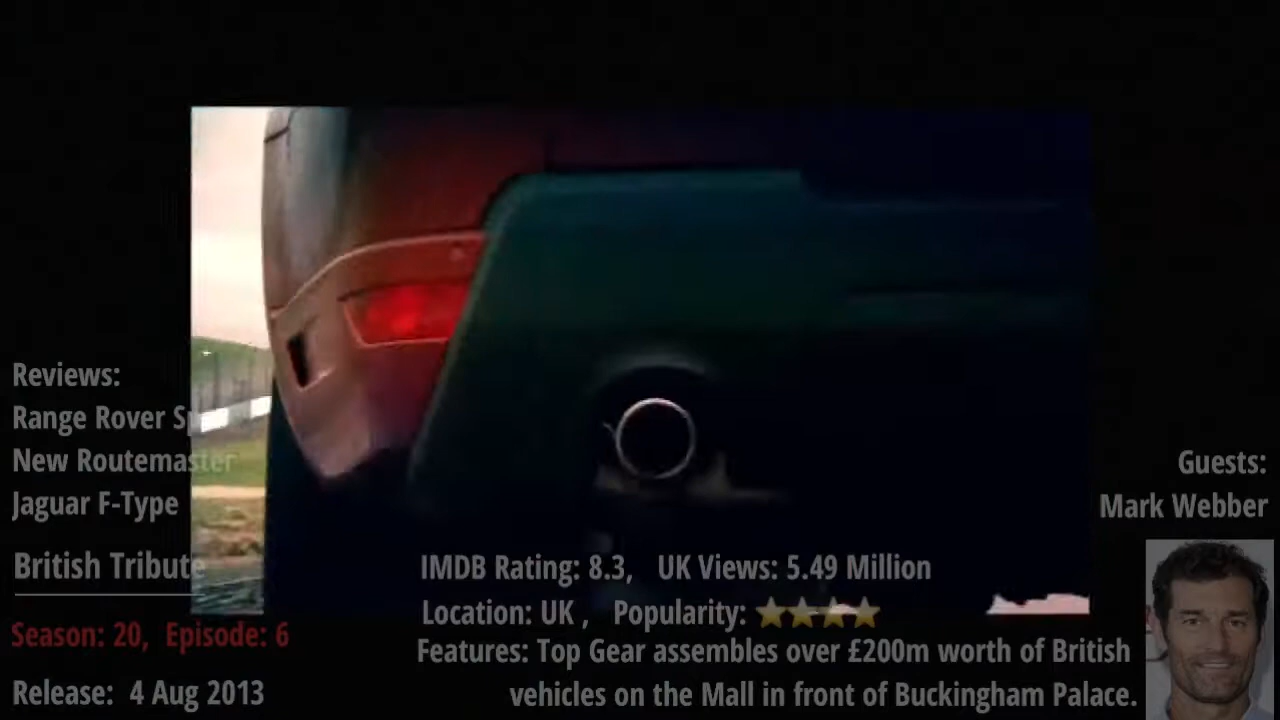 Reviews:
Range Rover
New Routemaster
Jaguar F-Type
British Tribute
Season: 20, Episode: 6
Release: 4 Aug 2013
IMDB Rating: 8.3, UK Views: 5.49 Million
Location: UK , Popularity:
Features: Top Gear assembles over £200m worth of British
vehicles on the Mall in front of Buckingham Palace.
Guests:
Mark Webber